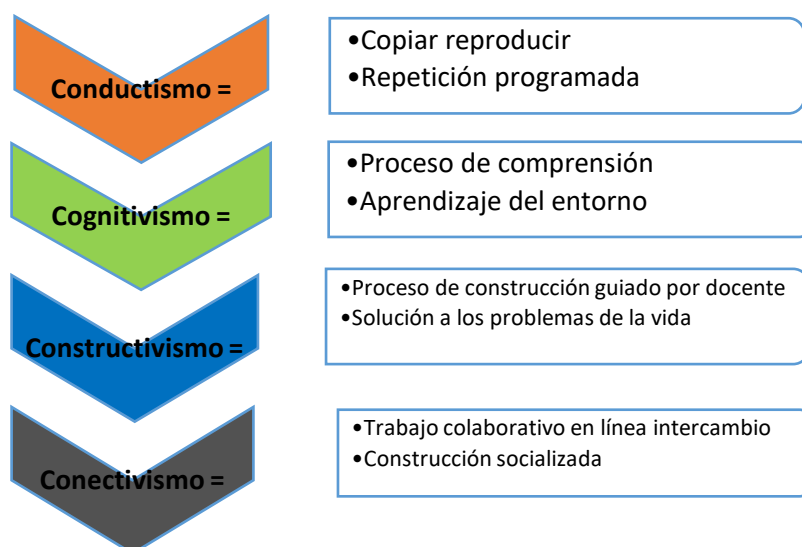 Conductismo =
•Copiar reproducir
•Repetición programada
Cognitivismo =
•Proceso de comprensión
•Aprendizaje del entorno
Constructivismo =
•Proceso de construcción guiado por docente
•Solución a los problemas de la vida
Conectivismo =
•Trabajo colaborativo en línea intercambio
•Construcción socializada